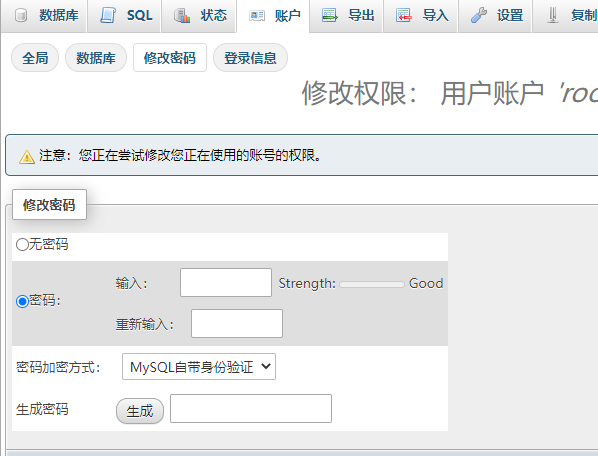 数据库 SQL 状态 账户 导出 导入 设置 复制
全局 数据库 修改密码 登录信息
修改权限： 用户账户 'roo
注意：您正在尝试修改您正在使用的账号的权限。
修改密码
无密码
密码： 输入： Strength: Good
重新输入：
密码加密方式： MySQL自带身份验证
生成密码 生成